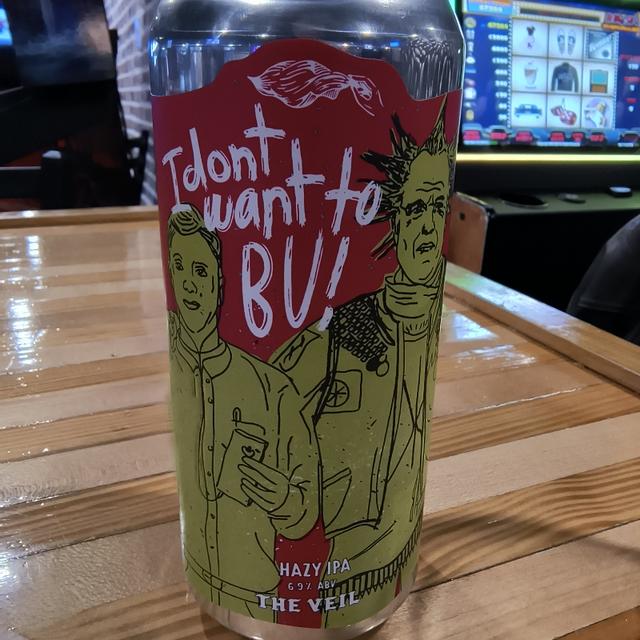 I dont
want to
BU!
HAZY IPA
6.9% ABV
THE VEIL